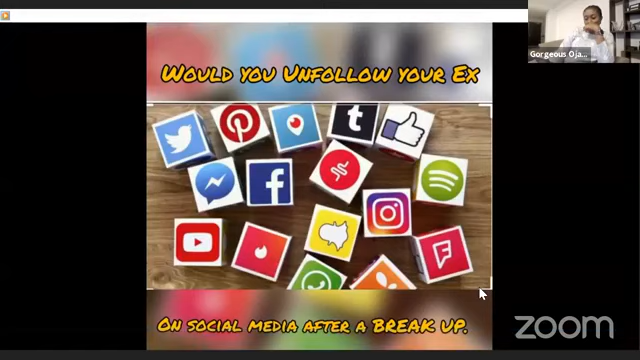 Gorgeous Oja...
WOULD YOU UNFOLLOW YOUR EX
ON SOCIAL MEDIA AFTER A BREAK UP.
zoom